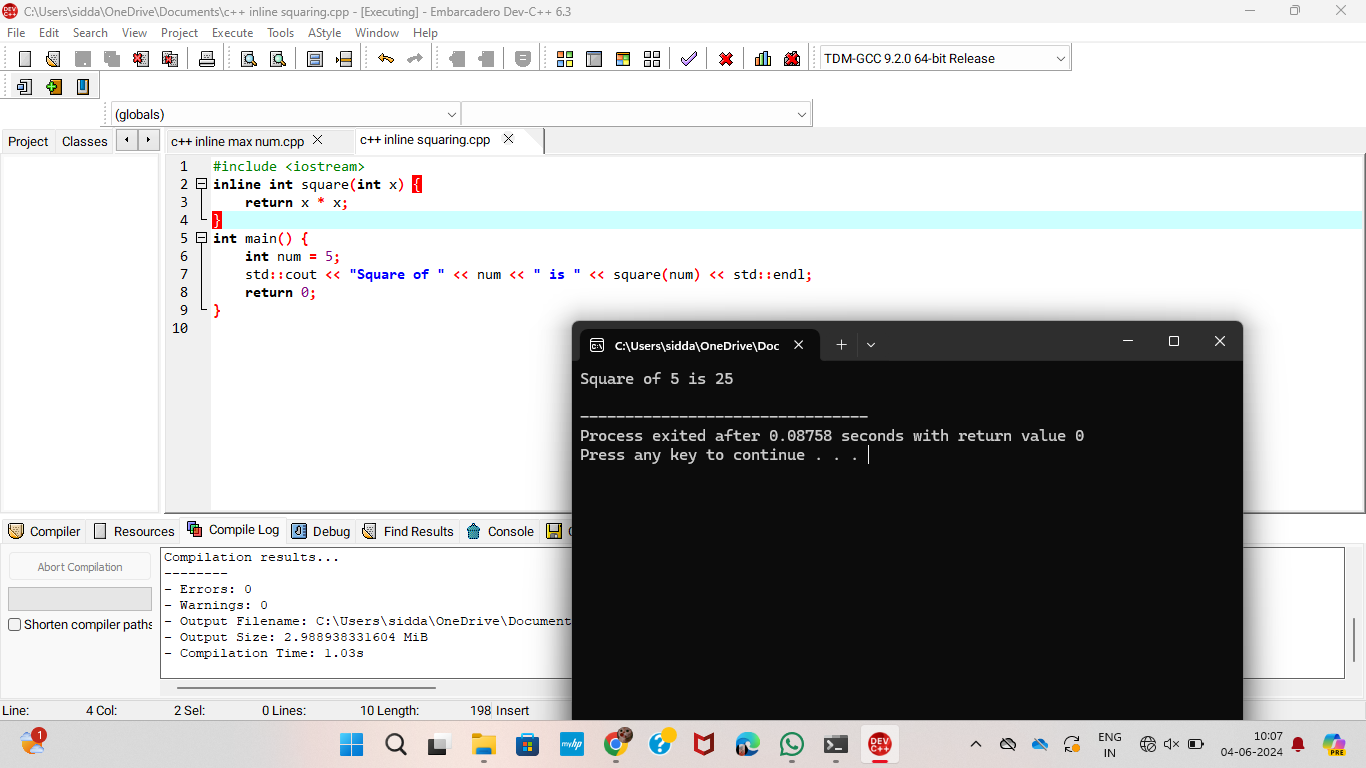 C:\Users\sidda\OneDrive\Documents\c++ inline squaring.cpp - [Executing] - Embarcadero Dev-C++ 6.3
File Edit Search View Project Execute Tools AStyle Window Help
TDM-GCC 9.2.0 64-bit Release
(globals)
Project Classes c++ inline max num.cpp c++ inline squaring.cpp
1 #include <iostream>
2 inline int square(int x) {
3 return x * x;
4 }
5 int main() {
6 int num = 5;
7 std::cout << "Square of " << num << " is " << square(num) << std::endl;
8 return 0;
9 }
10
C:\Users\sidda\OneDrive\Doc
Square of 5 is 25
--------------------------------
Process exited after 0.08758 seconds with return value 0
Press any key to continue . . .
Compiler Resources Compile Log Debug Find Results Console
Abort Compilation
Shorten compiler paths
Compilation results...
--------
- Errors: 0
- Warnings: 0
- Output Filename: C:\Users\sidda\OneDrive\Document
- Output Size: 2.988938331604 MiB
- Compilation Time: 1.03s
Line: 4 Col: 2 Sel: 0 Lines: 10 Length: 198 Insert
1
myhp
DEV C++
ENG
IN
10:07
04-06-2024
PRE